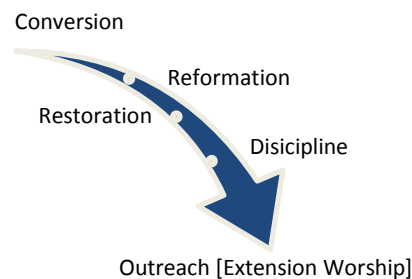 Conversion
Reformation
Restoration
Disicipline
Outreach [Extension Worship]